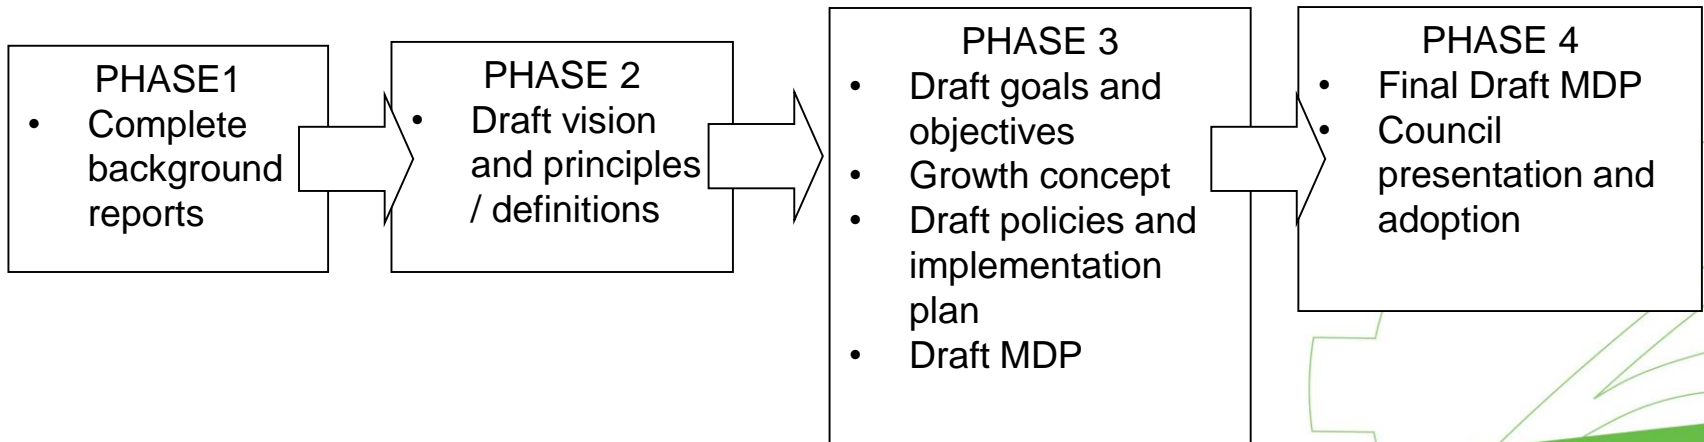 PHASE1
• Complete
background
reports
PHASE 2
• Draft vision
and principles
/ definitions
PHASE 3
• Draft goals and
objectives
• Growth concept
• Draft policies and
implementation
plan
• Draft MDP
PHASE 4
• Final Draft MDP
• Council
presentation and
adoption